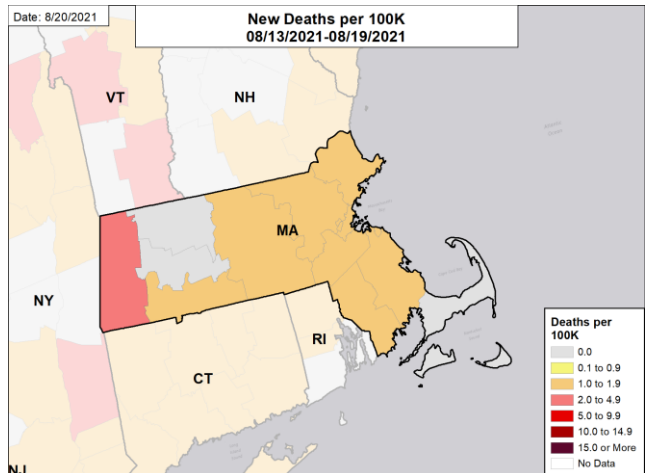 Date: 8/20/2021
New Deaths per 100K
08/13/2021-08/19/2021
VT
NH
MA
NY
CT
RI
NJ
Deaths per
100K
0.0
0.1 to 0.9
1.0 to 1.9
2.0 to 4.9
5.0 to 9.9
10.0 to 14.9
15.0 or More
No Data